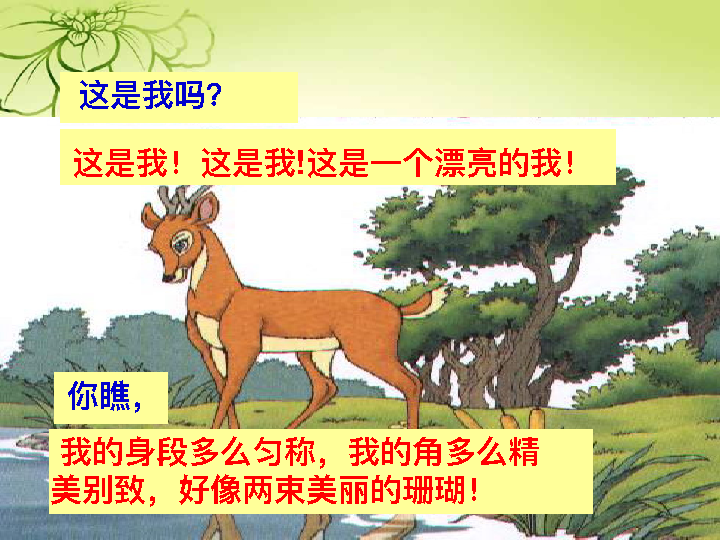 这是我吗？
这是我！这是我!这是一个漂亮的我！
你瞧，
我的身段多么匀称，我的角多么精
美别致，好像两束美丽的珊瑚！